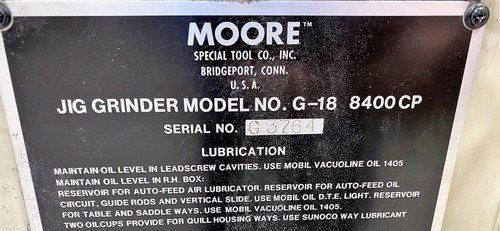 MOORE™
SPECIAL TOOL CO., INC.
BRIDGEPORT, CONN.
U. S. A.
JIG GRINDER MODEL NO. G-18 8400 CP
SERIAL NO. G 3764
LUBRICATION
MAINTAIN OIL LEVEL IN LEADSCREW CAVITIES. USE MOBIL VACUOLINE OIL 1405
MAINTAIN OIL LEVEL IN R.H. BOX:
RESERVOIR FOR AUTO-FEED AIR LUBRICATOR. RESERVOIR FOR AUTO-FEED OIL
CIRCUIT, GUIDE RODS AND VERTICAL SLIDE. USE MOBIL OIL D.T.E. LIGHT. RESERVOIR
FOR TABLE AND SADDLE WAYS. USE MOBIL VACUOLINE OIL 1405.
TWO OILCUPS PROVIDE FOR QUILL HOUSING WAYS. USE SUNOCO WAY LUBRICANT